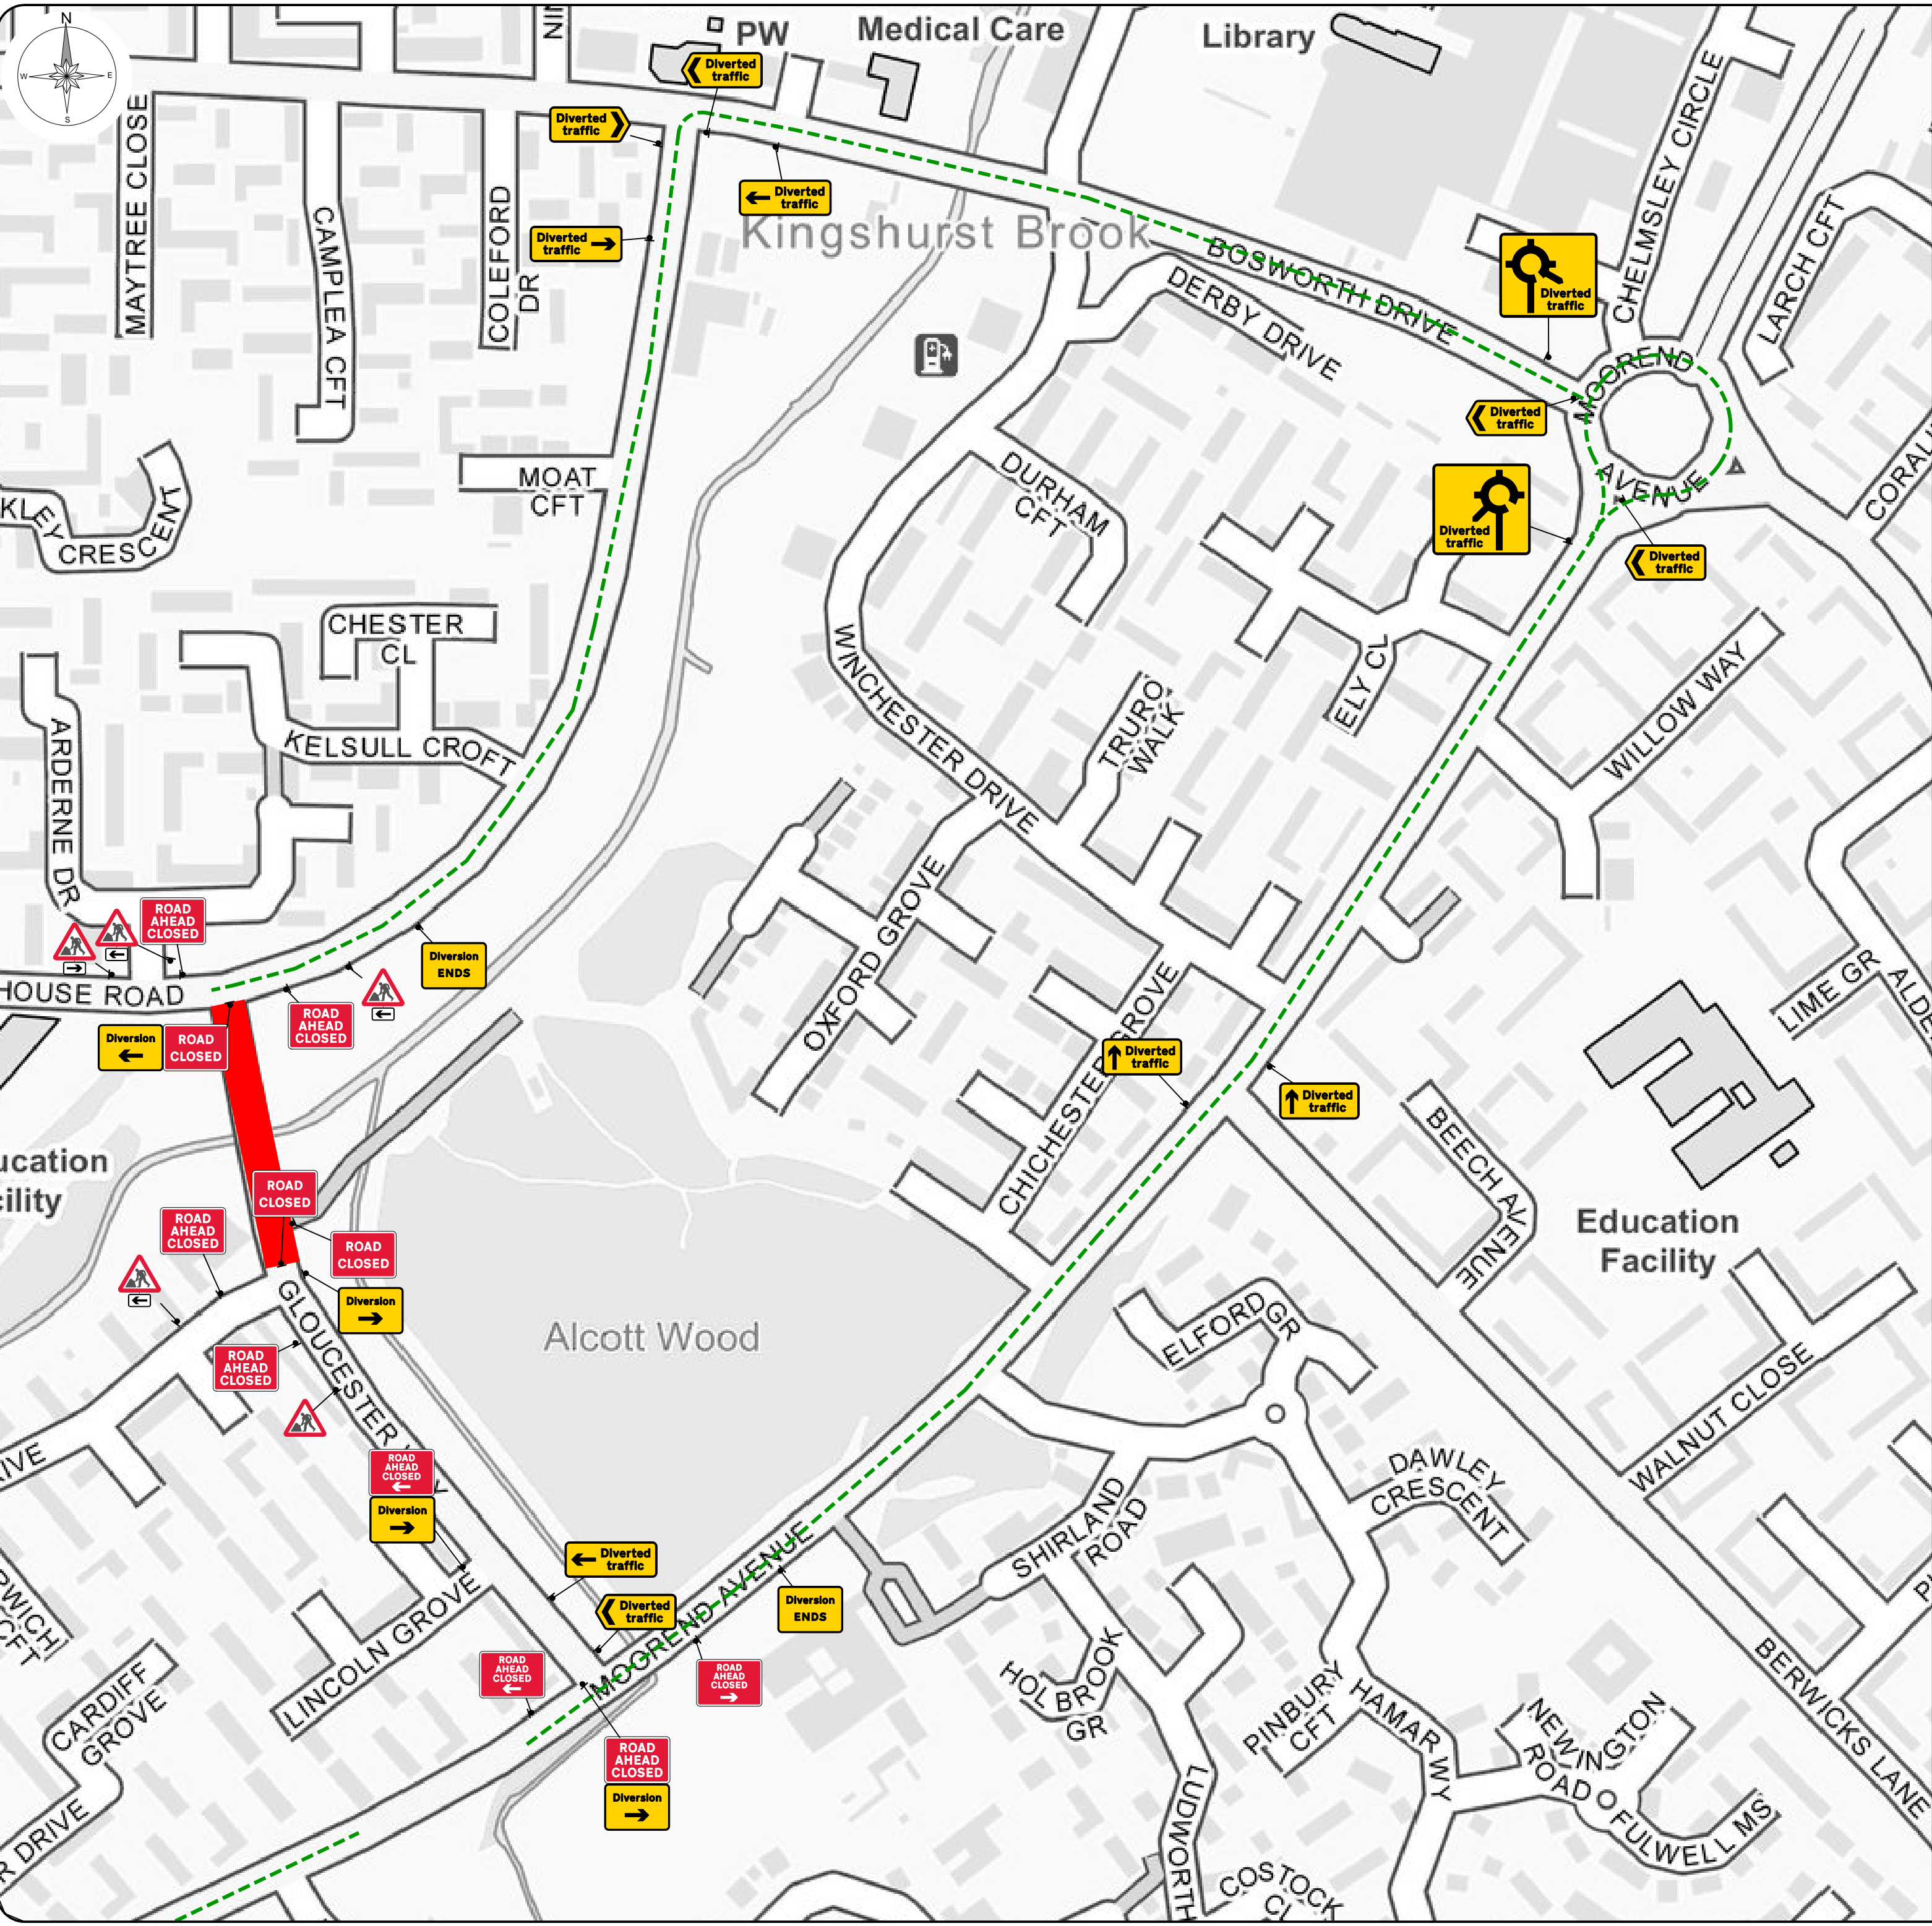 N
W
E
S
PW
Medical Care
Library
Diverted
traffic
Diverted
traffic
Diverted
traffic
Diverted
traffic
MAYTREE CLOSE
CAMPLEA CFT
COLEFORD
DR
Kingshurst Brook
BOSWORTH DRIVE
DERBY DRIVE
CHELMSLEY CIRCLE
LARCH CFT
Diverted
traffic
MOOREND
AVENUE
Diverted
traffic
Diverted
traffic
Diverted
traffic
MOAT
CFT
DURHAM
CFT
KLEY
CRESCENT
CHESTER
CL
KELSULL CROFT
ARDERNE DR
WINCHESTER DRIVE
TRURO
WALK
ELY CL
WILLOW WAY
OXFORD GROVE
CHICHESTER GROVE
LIME GR
ROAD
AHEAD
CLOSED
HOUSE ROAD
Diversion
ENDS
ROAD
AHEAD
CLOSED
Diversion
ROAD
CLOSED
Diverted
traffic
Diverted
traffic
BEECH AVENUE
ucation
cility
ROAD
CLOSED
ROAD
AHEAD
CLOSED
ROAD
CLOSED
Diversion
Education
Facility
Alcott Wood
GLOUCESTER
ROAD
AHEAD
CLOSED
ELFORD GR
WALNUT CLOSE
ROAD
AHEAD
CLOSED
Diversion
DAWLEY
CRESCENT
Diverted
traffic
Diverted
traffic
MOOREND AVENUE
Diversion
ENDS
SHIRLAND
ROAD
LINCOLN GROVE
CARDIFF
GROVE
ROAD
AHEAD
CLOSED
ROAD
AHEAD
CLOSED
ROAD
AHEAD
CLOSED
Diversion
HOLBROOK
GR
PINBURY
CFT
HAMAR WY
NEWINGTON
ROAD
FULWELL MS
BERWICKS LANE
LUDWORTH
COSTOCK
R DRIVE